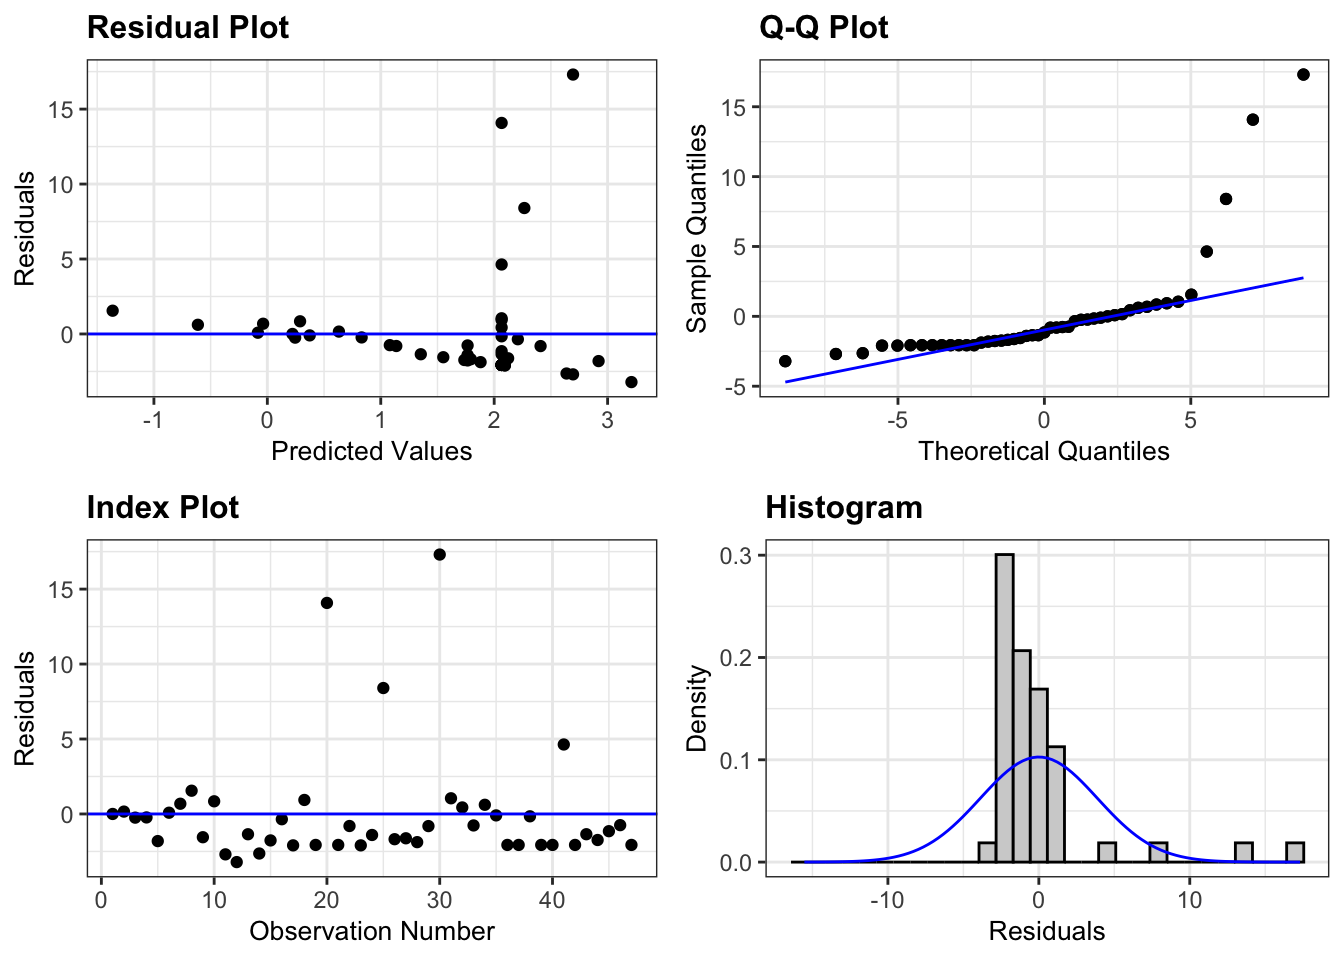 Residual Plot
Residuals
15
10
5
0
-1
0
1
2
3
Predicted Values
Q-Q Plot
Sample Quantiles
15
10
5
0
-5
-5
0
5
Theoretical Quantiles
Index Plot
Residuals
15
10
5
0
0
10
20
30
40
Observation Number
Histogram
Density
0.3
0.2
0.1
0.0
-10
0
10
Residuals